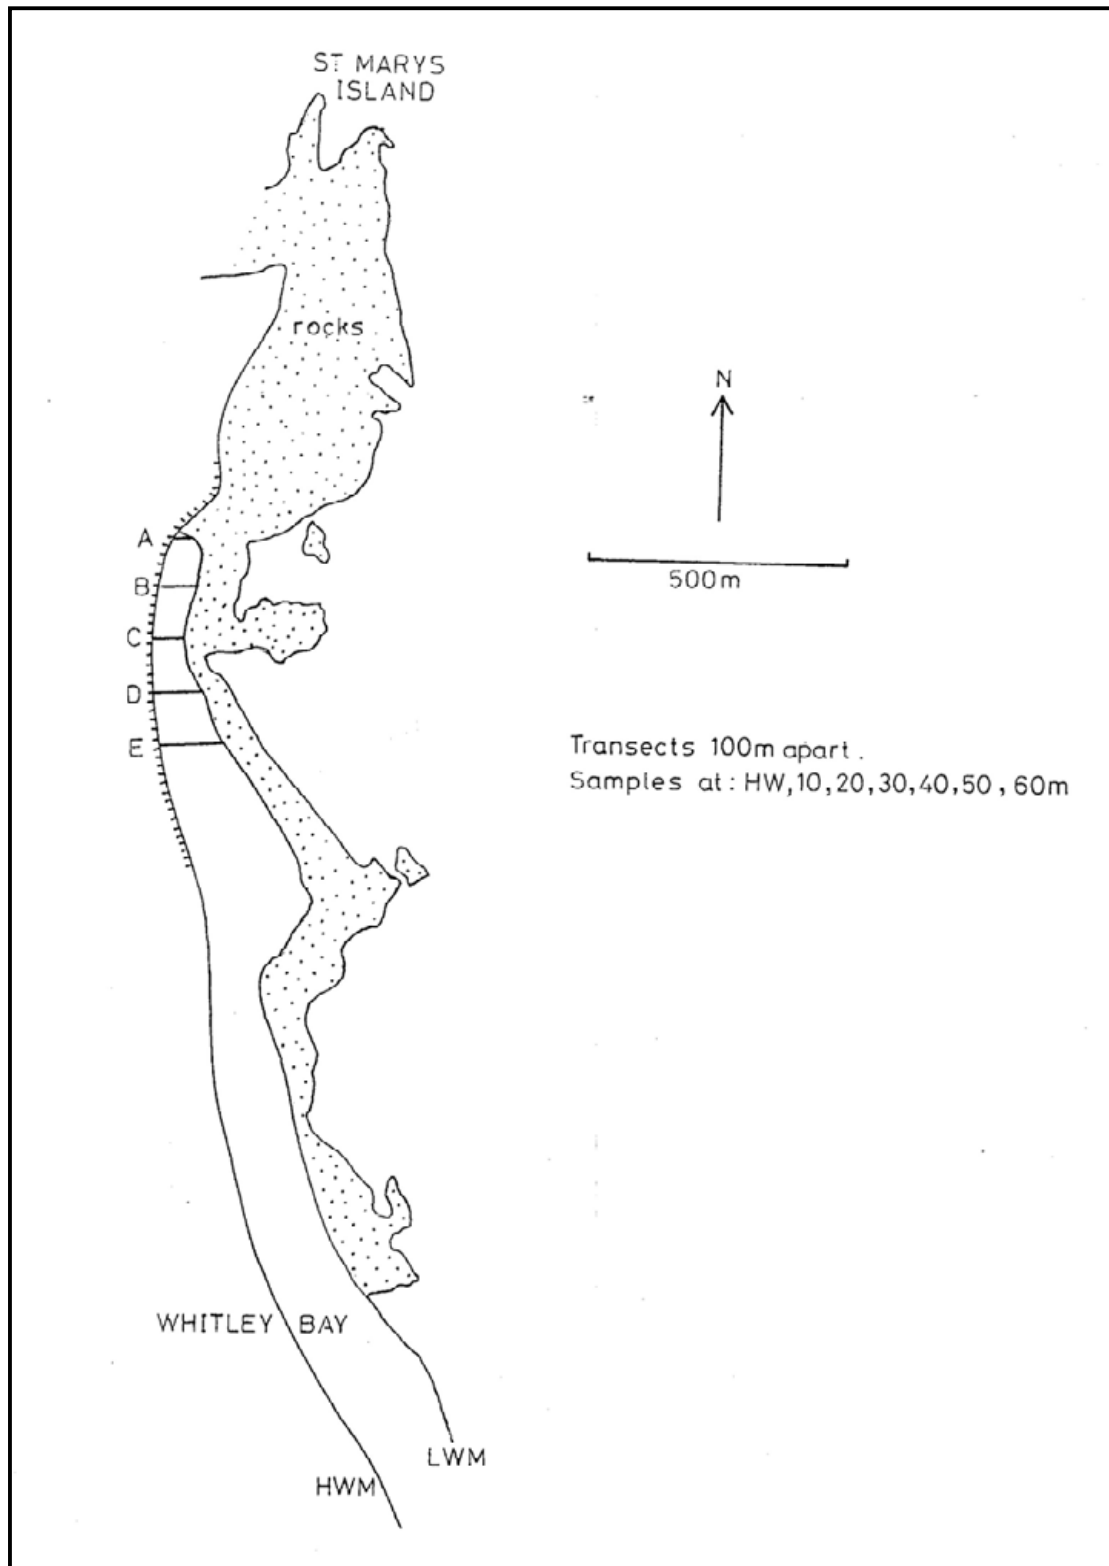 ST MARYS
ISLAND
rocks
N
500m
A
B
C
D
E
Transects 100m apart.
Samples at: HW,10,20,30,40,50, 60m
WHITLEY BAY
LWM
HWM